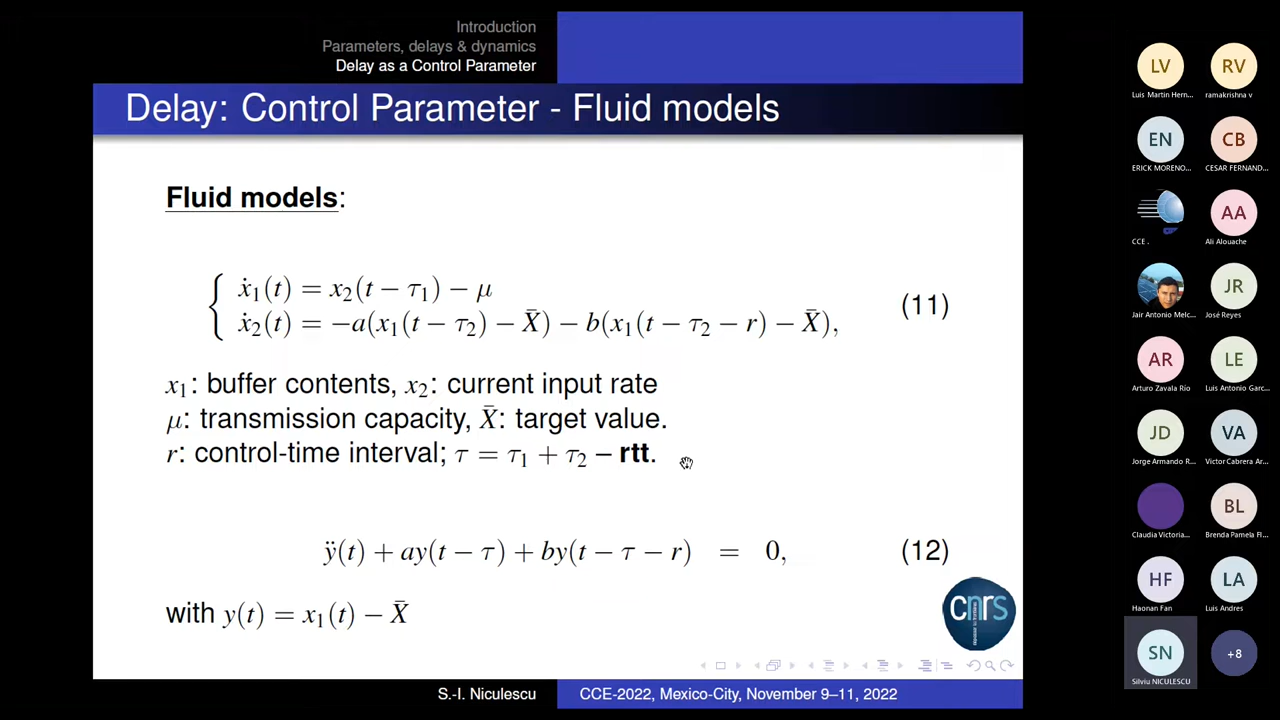 Introduction
Parameters, delays & dynamics
Delay as a Control Parameter
Delay: Control Parameter - Fluid models
Fluid models:
ẋ₁(t) = x₂(t − τ₁) − μ
ẋ₂(t) = −a(x₁(t − τ₂) − X̄) − b(x₁(t − τ₂ − r) − X̄),
(11)
x₁: buffer contents, x₂: current input rate
μ: transmission capacity, X̄: target value.
r: control-time interval; τ = τ₁ + τ₂ – rtt.
ÿ(t) + ay(t − τ) + by(t − τ − r) = 0, (12)
with y(t) = x₁(t) − X̄
cnrs
S.-I. Niculescu CCE-2022, Mexico-City, November 9–11, 2022
LV RV
Luis Martin Hern... ramakrishna v
EN CB
ERICK MORENO... CESAR FERNAND...
AA
CCE . Ali Alouache
JR
Jair Antonio Melc... José Reyes
AR LE
Arturo Zavala Río Luis Antonio Garc...
JD VA
Jorge Armando R... Victor Cabrera Ar...
BL
Claudia Victoria... Brenda Pamela Fl...
HF LA
Haonan Fan Luis Andres
SN +8
Silviu NICULESCU